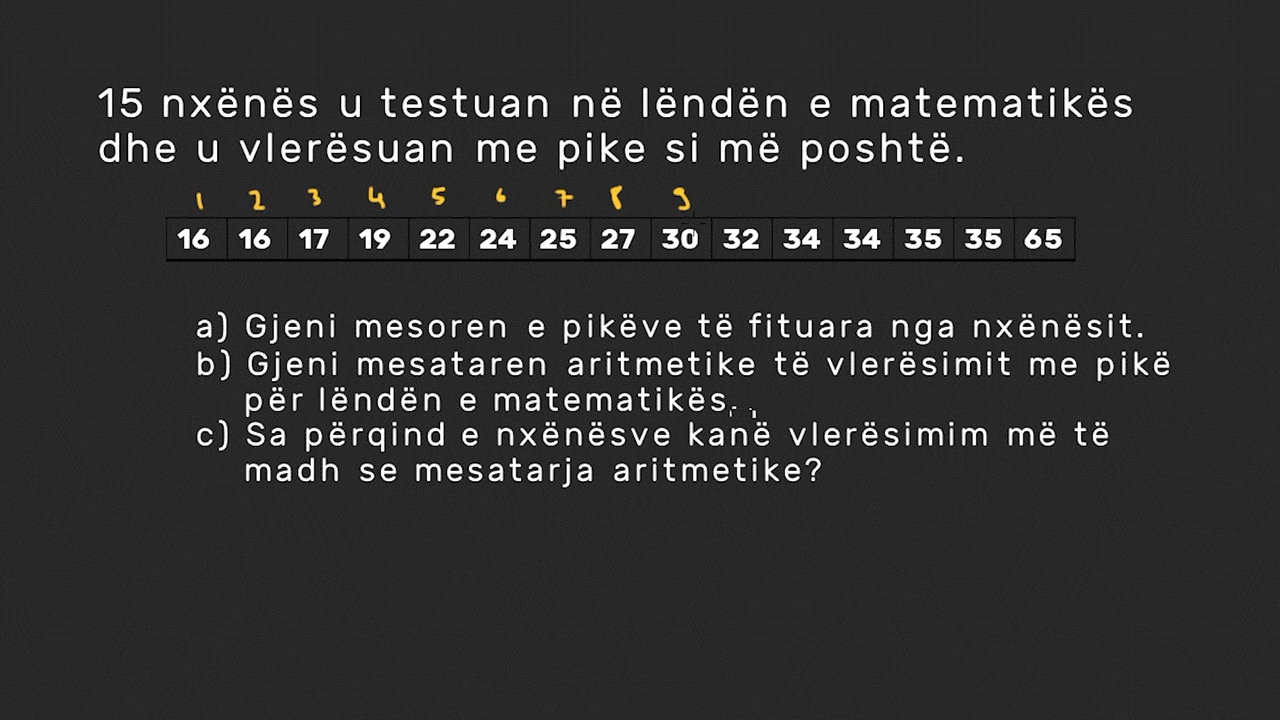 15 nxënës u testuan në lëndën e matematikës
dhe u vlerësuan me pike si më poshtë.
1 2 3 4 5 6 7 8 9
16 16 17 19 22 24 25 27 30 32 34 34 35 35 65
a) Gjeni mesoren e pikëve të fituara nga nxënësit.
b) Gjeni mesataren aritmetike të vlerësimit me pikë
për lëndën e matematikës.
c) Sa përqind e nxënësve kanë vlerësimim më të
madh se mesatarja aritmetike?